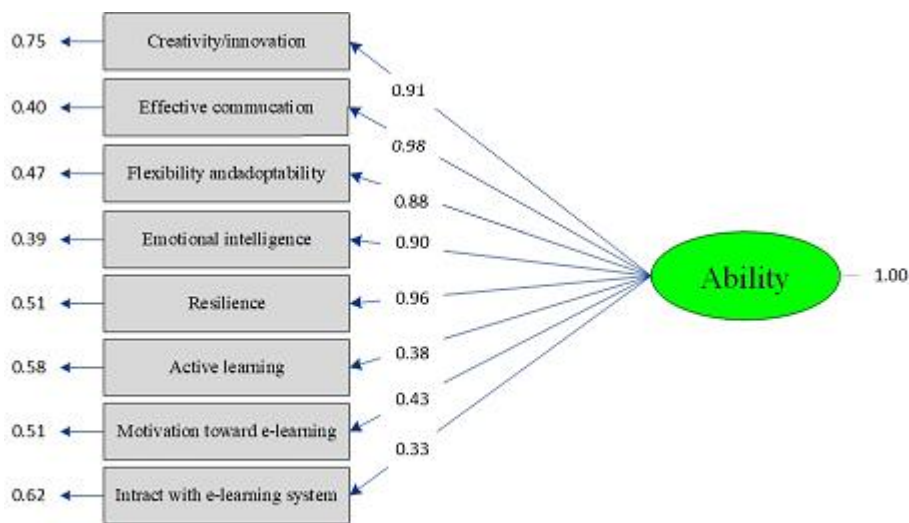 0.75 Creativity/innovation
0.91
0.40 Effective commucation
0.98
0.47 Flexibility andadoptability
0.88
0.39 Emotional intelligence
0.90
Ability 1.00
0.51 Resilience
0.96
0.58 Active learning
0.38
0.51 Motivation toward e-learning
0.43
0.33
0.62 Intract with e-learning system